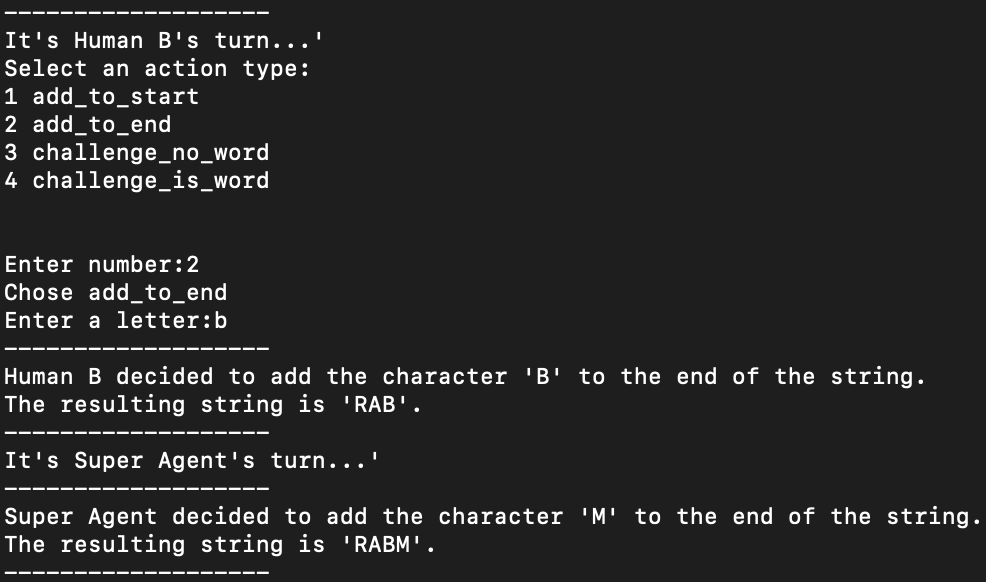 -------------------
It's Human B's turn...'
Select an action type:
1 add_to_start
2 add_to_end
3 challenge_no_word
4 challenge_is_word
Enter number:2
Chose add_to_end
Enter a letter:b
-------------------
Human B decided to add the character 'B' to the end of the string.
The resulting string is 'RAB'.
-------------------
It's Super Agent's turn...'
-------------------
Super Agent decided to add the character 'M' to the end of the string.
The resulting string is 'RABM'.
-------------------